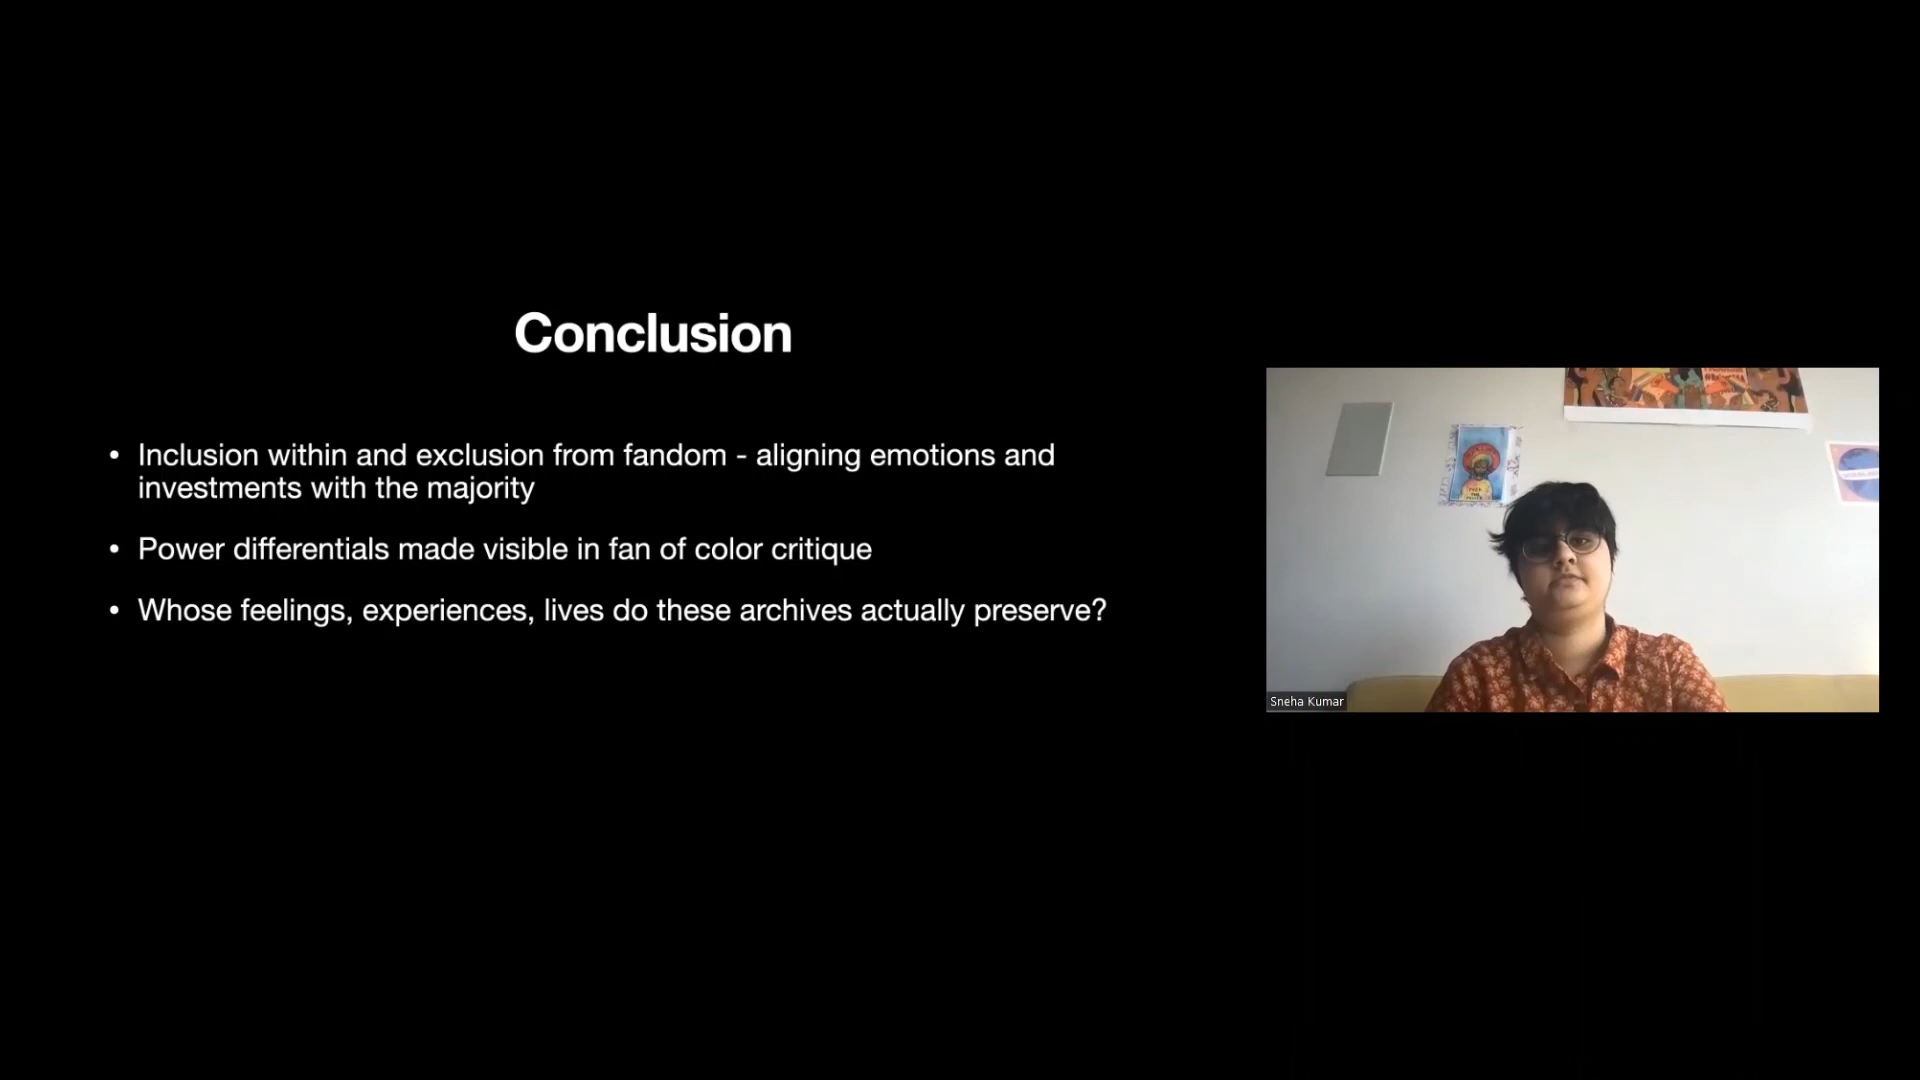 Conclusion
• Inclusion within and exclusion from fandom - aligning emotions and
investments with the majority
• Power differentials made visible in fan of color critique
• Whose feelings, experiences, lives do these archives actually preserve?
Sneha Kumar